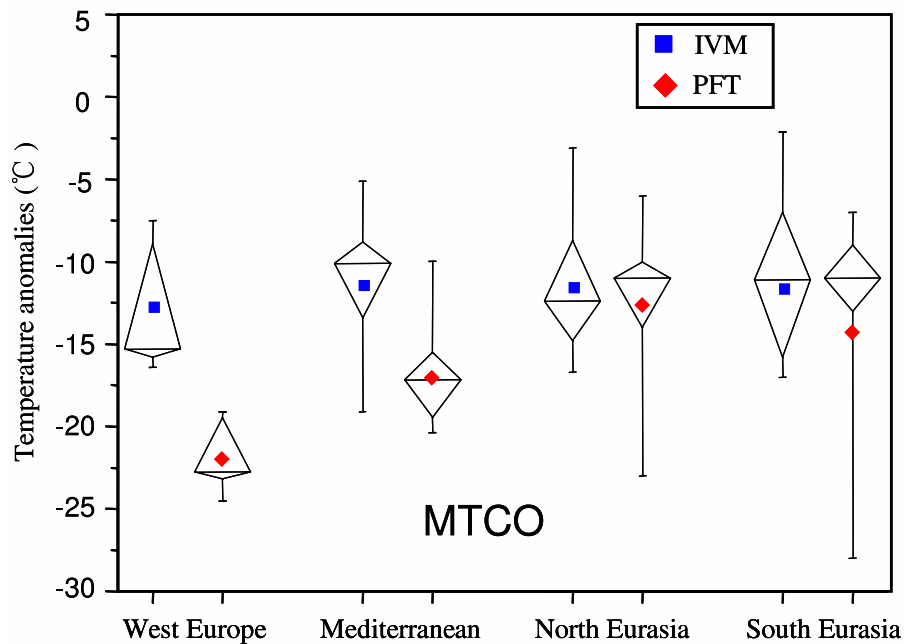 5
0
-5
-10
-15
-20
-25
-30
Temperature anomalies (℃)
IVM
PFT
MTCO
West Europe
Mediterranean
North Eurasia
South Eurasia